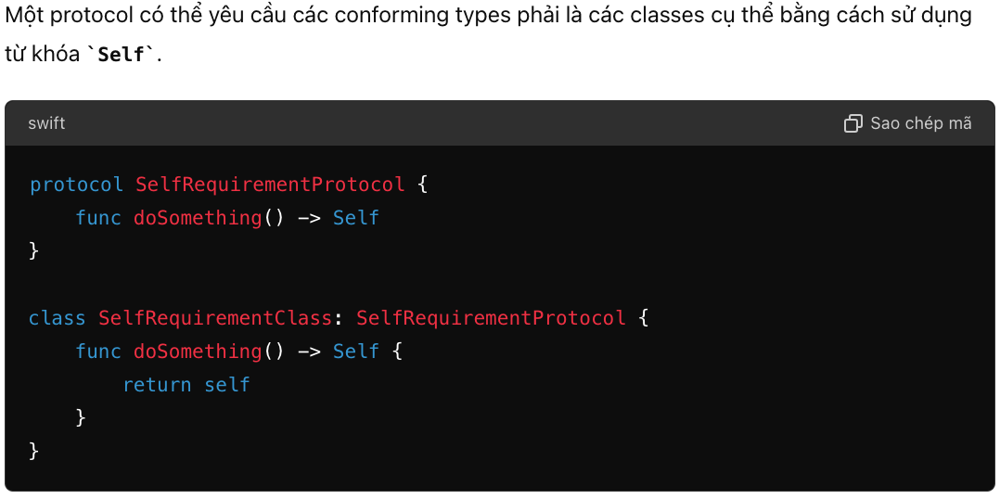 Một protocol có thể yêu cầu các conforming types phải là các classes cụ thể bằng cách sử dụng
từ khóa `Self`.
swift
Sao chép mã
protocol SelfRequirementProtocol {
    func doSomething() -> Self
}
class SelfRequirementClass: SelfRequirementProtocol {
    func doSomething() -> Self {
        return self
    }
}